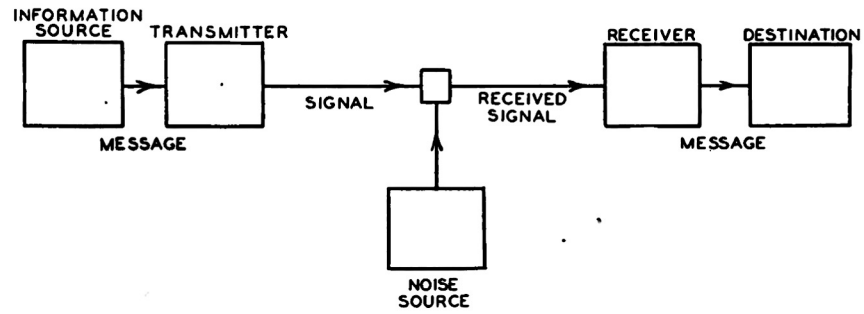 INFORMATION
SOURCE
TRANSMITTER
RECEIVER
DESTINATION
SIGNAL
RECEIVED
SIGNAL
MESSAGE
MESSAGE
NOISE
SOURCE